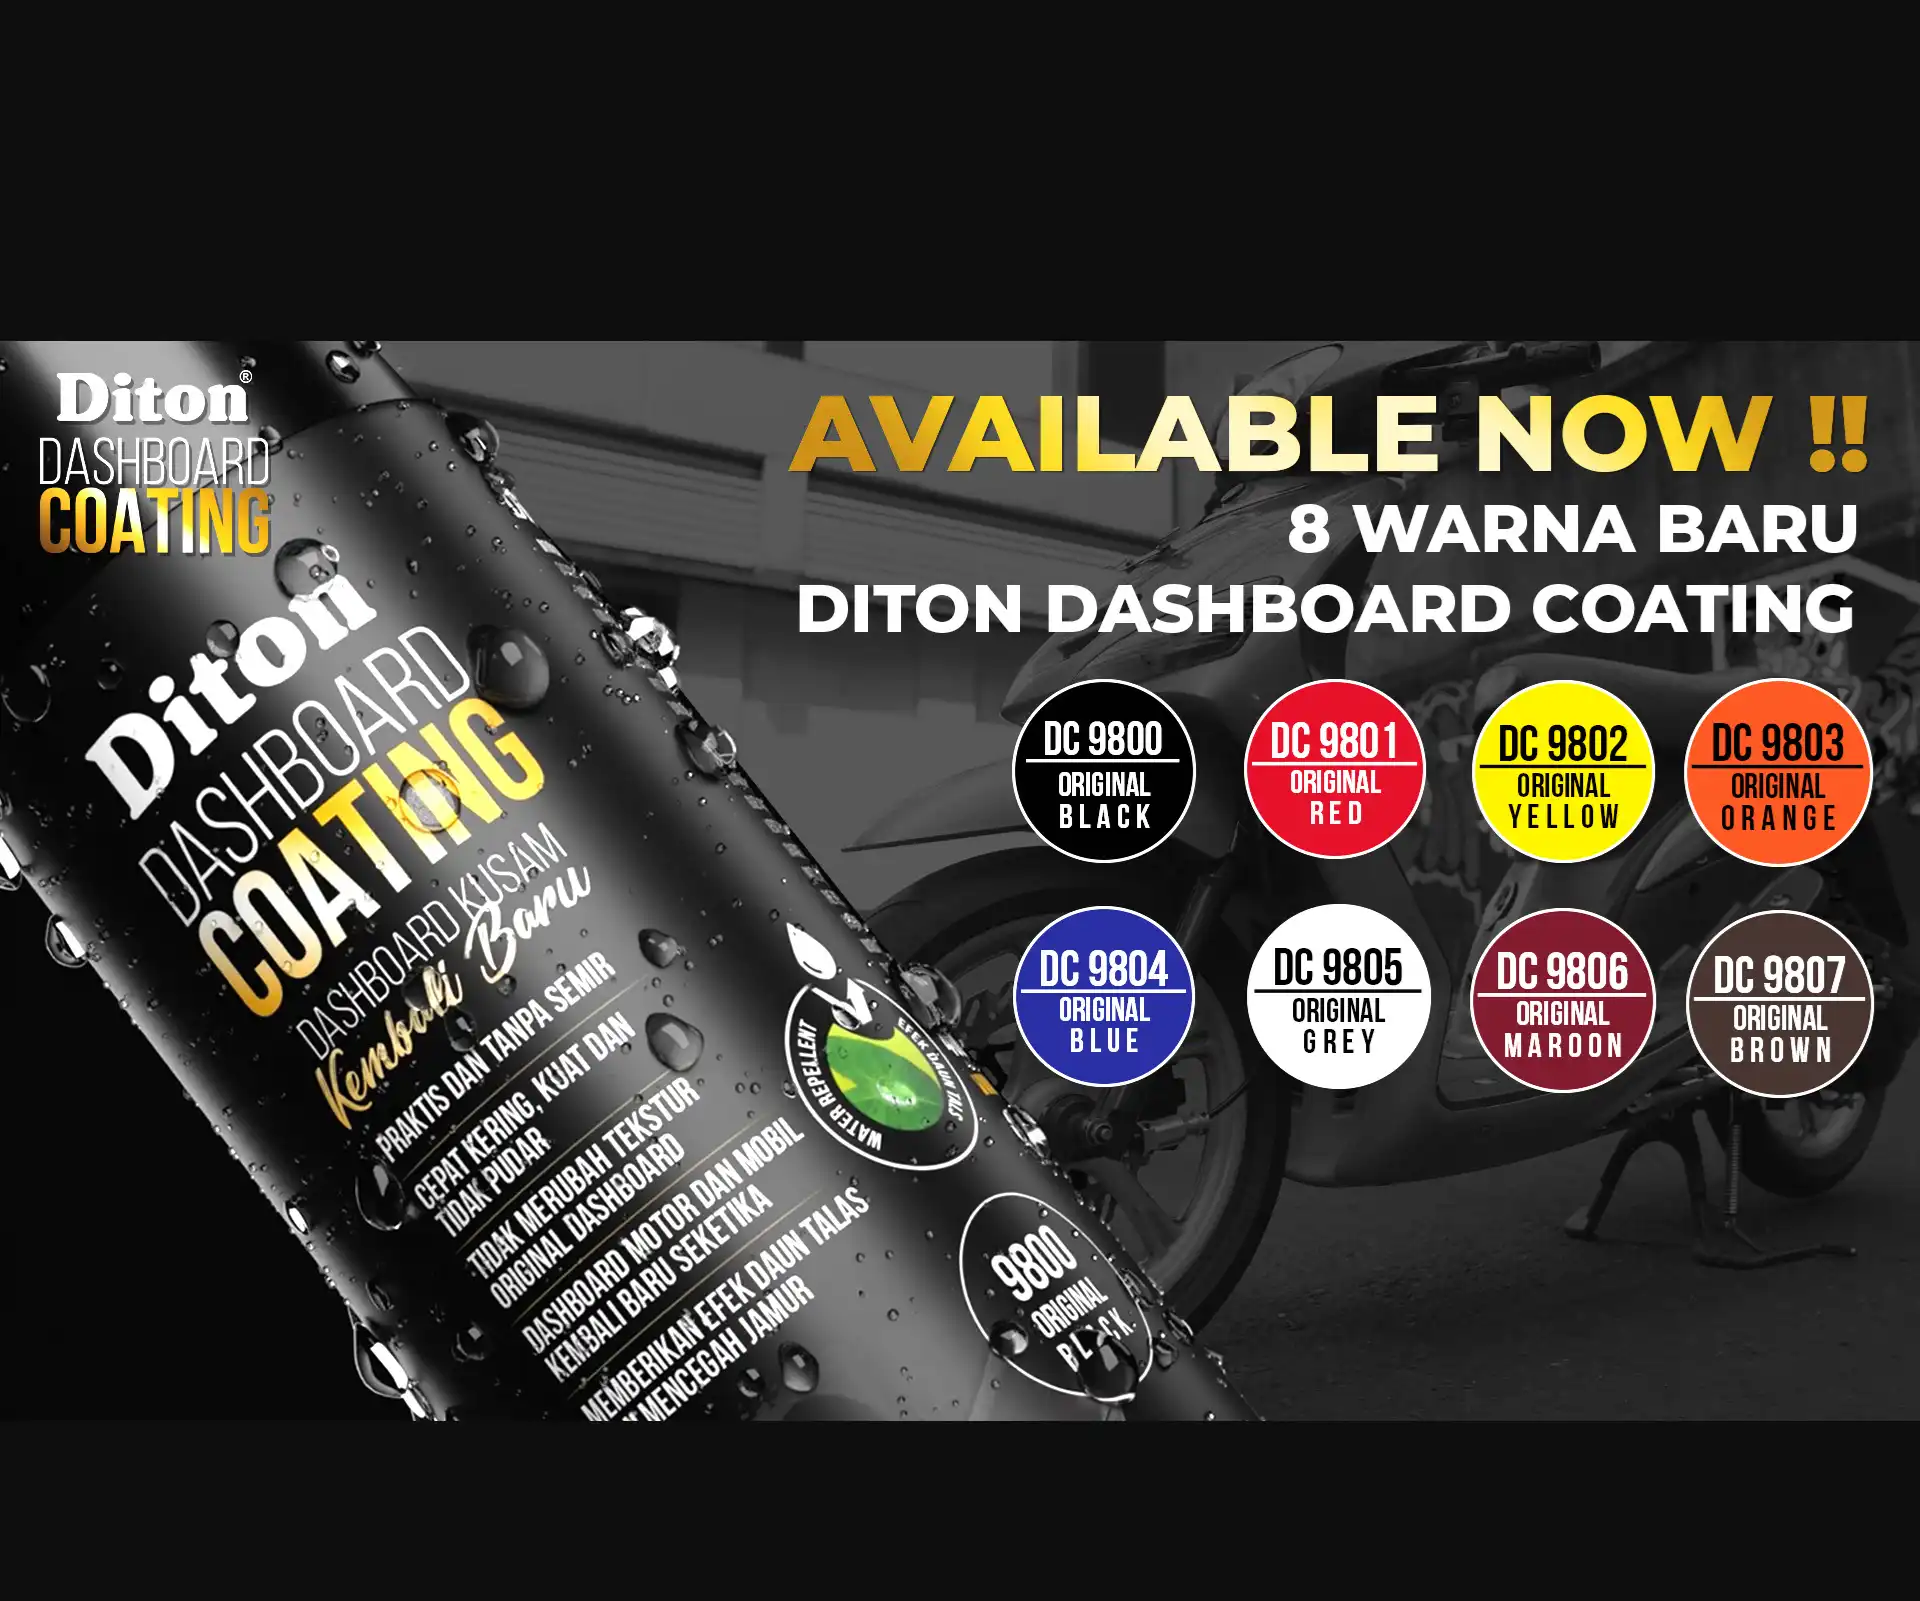 Diton®
DASHBOARD
COATING
AVAILABLE NOW !!
8 WARNA BARU
DITON DASHBOARD COATING
DC 9800
ORIGINAL
BLACK
DC 9801
ORIGINAL
RED
DC 9802
ORIGINAL
YELLOW
DC 9803
ORIGINAL
ORANGE
DC 9804
ORIGINAL
BLUE
DC 9805
ORIGINAL
GREY
DC 9806
ORIGINAL
MAROON
DC 9807
ORIGINAL
BROWN
Diton
DASHBOARD
COATING
DASHBOARD KUSAM
Kembali Baru
PRAKTIS DAN TANPA SEMIR
CEPAT KERING, KUAT DAN
TIDAK PUDAR
TIDAK MERUBAH TEKSTUR
ORIGINAL DASHBOARD
DASHBOARD MOTOR DAN MOBIL
KEMBALI BARU SEKETIKA
MEMBERIKAN EFEK DAUN TALAS
MENCEGAH JAMUR
WATER REPELLENT
EFEK DAUN TALAS
9800
ORIGINAL
BLACK